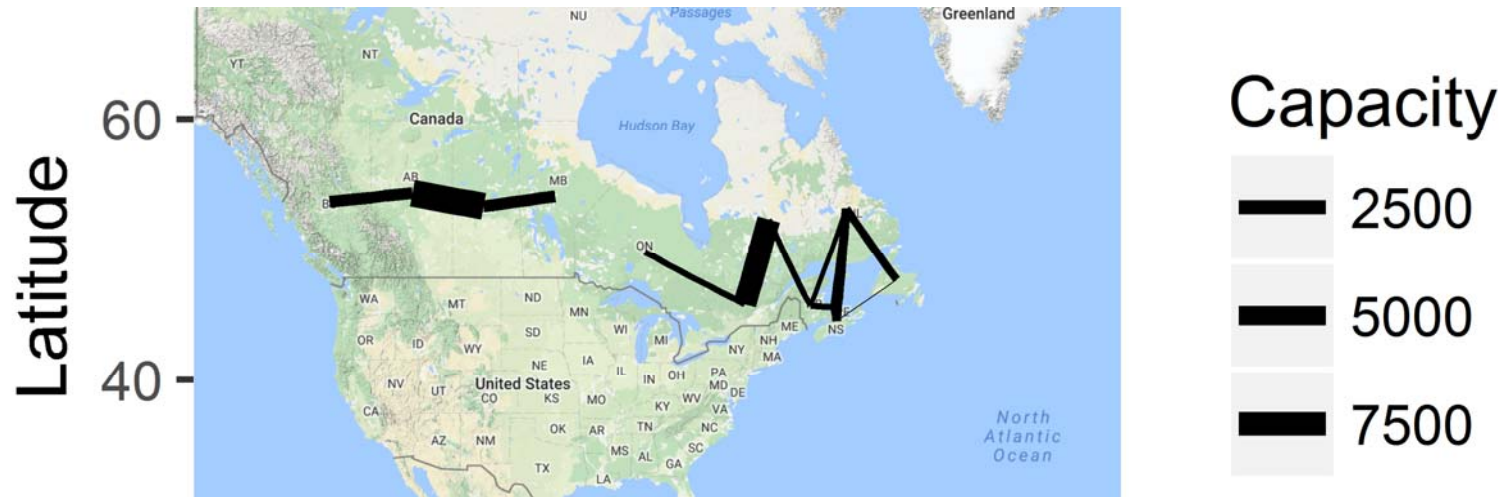 Passages
Greenland
NU
NT
YT
60
Canada
Hudson Bay
Capacity
Latitude
AB
MB
2500
ON
WA
MT
ND
MN
5000
OR
ID
SD
WI
MI
ME
NS
WY
NY
NH
MA
NE
IA
IL
IN
OH
PA
40
NV
UT
United States
CO
KS
MO
MD
DE
WV
KY
VA
CA
7500
AZ
NM
OK
AR
TN
NC
North
Atlantic
Ocean
SC
MS
AL
GA
TX
LA